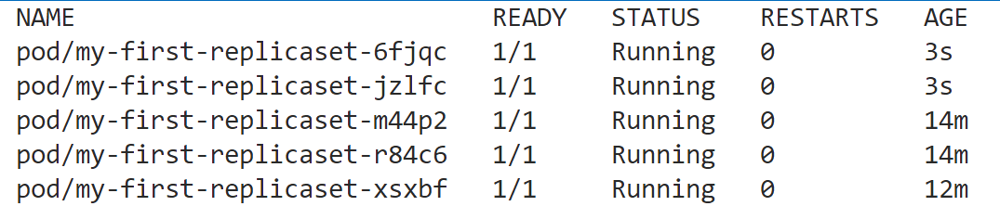 NAME READY STATUS RESTARTS AGE
pod/my-first-replicaset-6fjqc 1/1 Running 0 3s
pod/my-first-replicaset-jzlfc 1/1 Running 0 3s
pod/my-first-replicaset-m44p2 1/1 Running 0 14m
pod/my-first-replicaset-r84c6 1/1 Running 0 14m
pod/my-first-replicaset-xsxbf 1/1 Running 0 12m